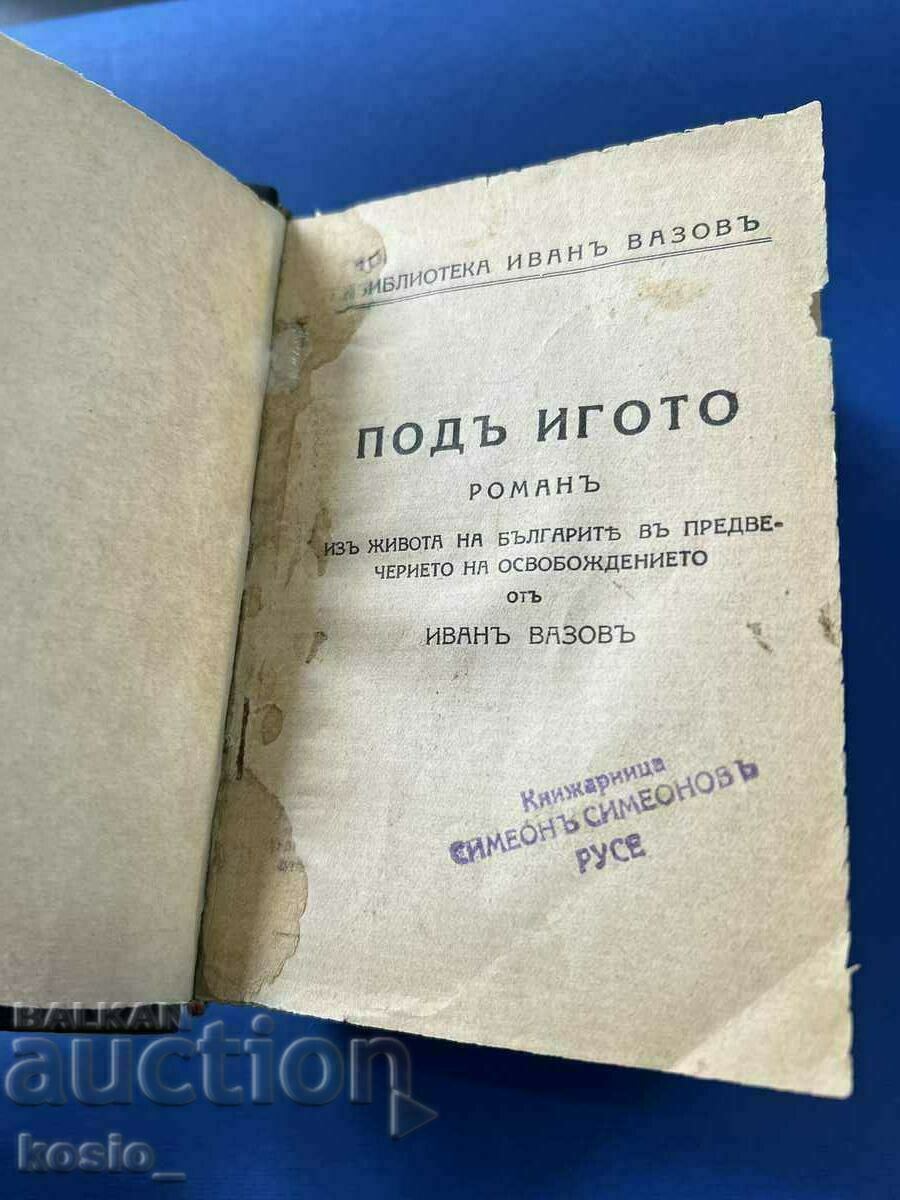 БИБЛИОТЕКА ИВАНЪ ВАЗОВЪ
ПОДЪ ИГОТО
РОМАНЪ
ИЗЪ ЖИВОТА НА БЪЛГАРИТѢ ВЪ ПРЕДВЕ-
ЧЕРИЕТО НА ОСВОБОЖДЕНИЕТО
ОТЪ
ИВАНЪ ВАЗОВЪ
Книжарница
СИМЕОНЪ СИМЕОНОВЪ
РУСЕ
BALKAN
auction
kosio_